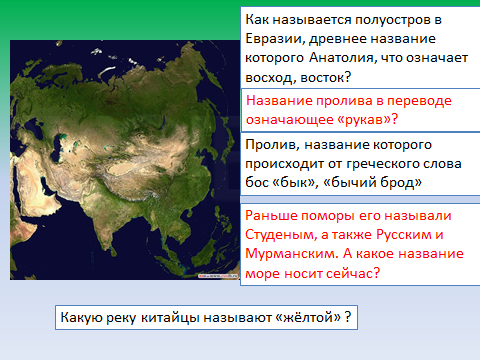 Как называется полуостров в
Евразии, древнее название
которого Анатолия, что означает
восход, восток?
Название пролива в переводе
означающее «рукав»?
Пролив, название которого
происходит от греческого слова
бос «бык», «бычий брод»
Раньше поморы его называли
Студеным, а также Русским и
Мурманским. А какое название
море носит сейчас?
Какую реку китайцы называют «жёлтой» ?